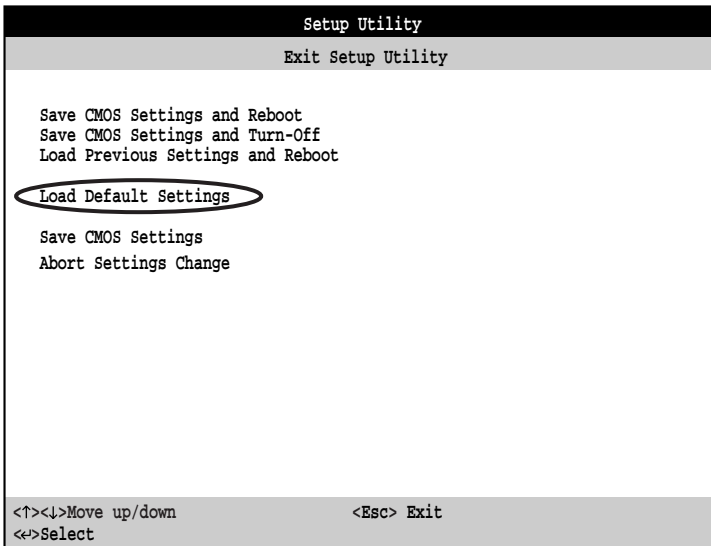 Setup Utility
Exit Setup Utility
Save CMOS Settings and Reboot
Save CMOS Settings and Turn-Off
Load Previous Settings and Reboot
Load Default Settings
Save CMOS Settings
Abort Settings Change
<↑><↓>Move up/down <Esc> Exit
<↵>Select